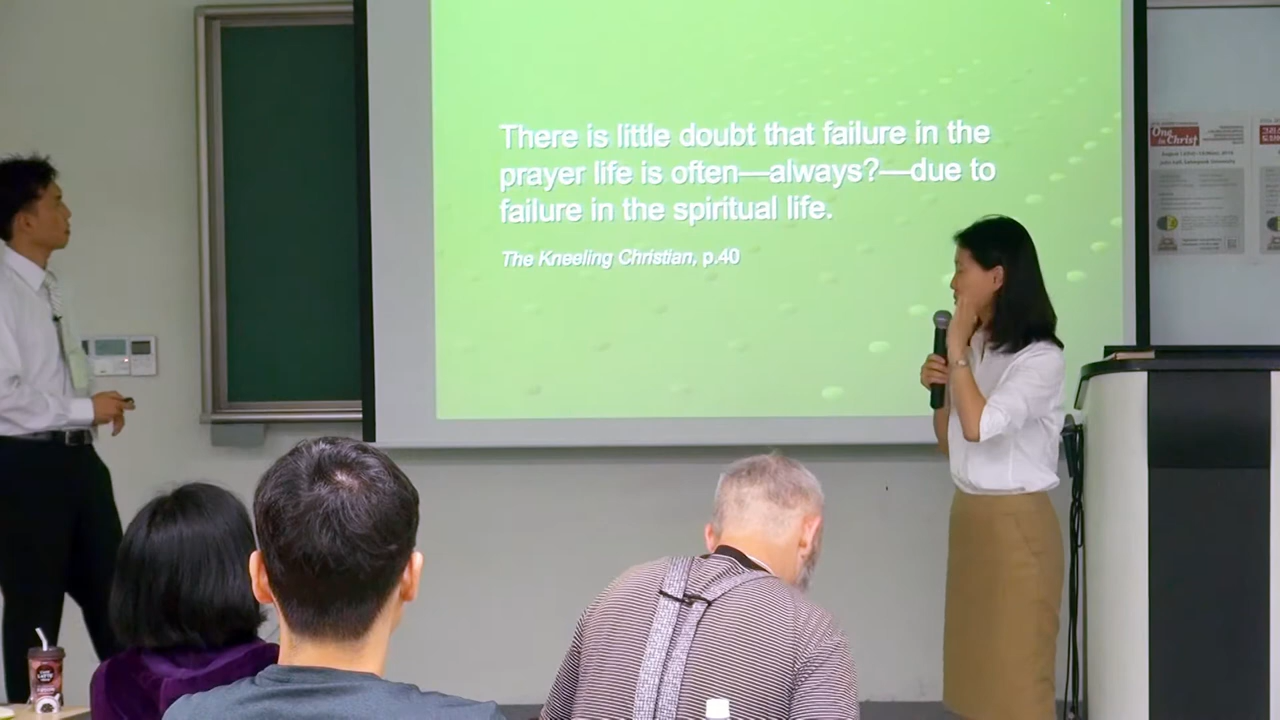 There is little doubt that failure in the
prayer life is often—always?—due to
failure in the spiritual life.
The Kneeling Christian, p.40
One
in Christ